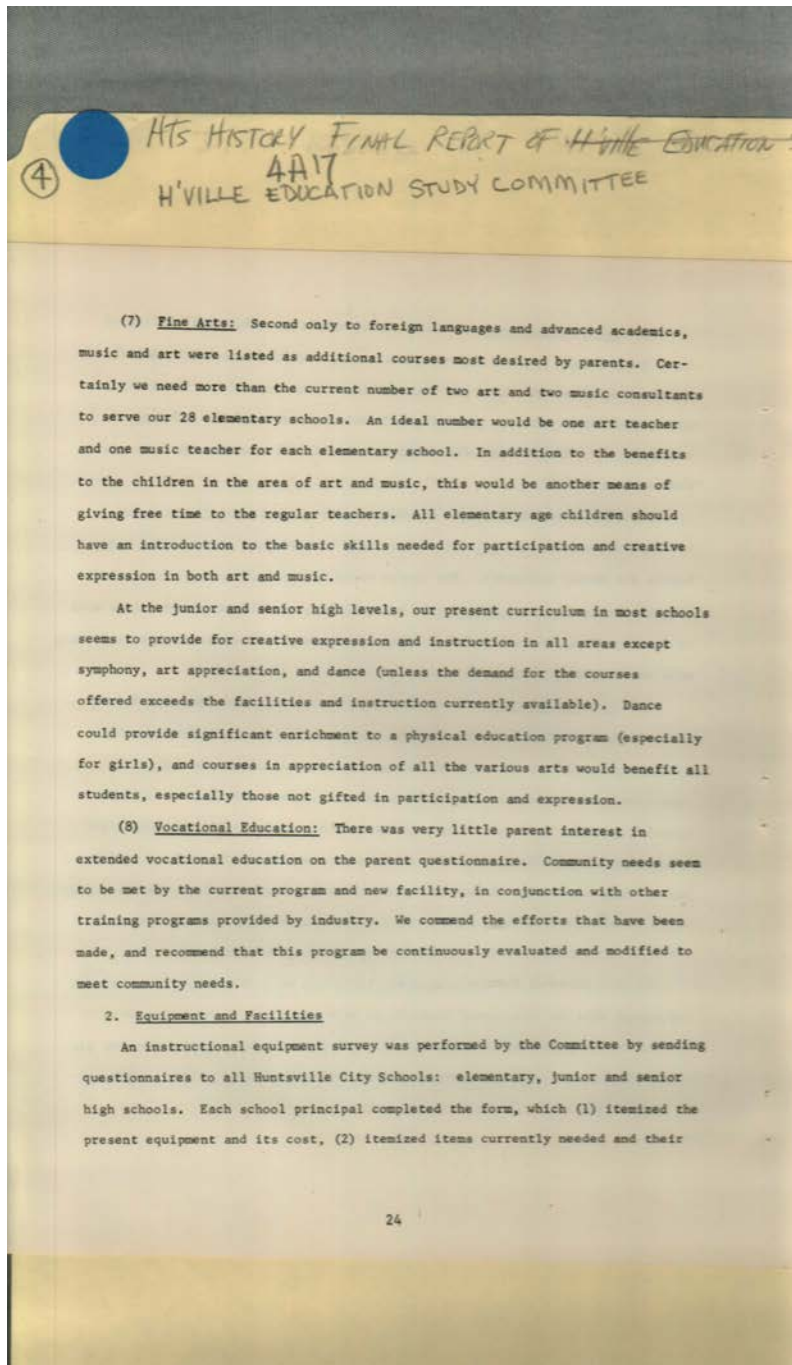 HTS HISTORY FINAL REPORT OF H'ville EDUCATION
4A17
4
H'VILLE EDUCATION STUDY COMMITTEE
(7) Fine Arts: Second only to foreign languages and advanced academics,
music and art were listed as additional courses most desired by parents. Cer-
tainly we need more than the current number of two art and two music consultants
to serve our 28 elementary schools. An ideal number would be one art teacher
and one music teacher for each elementary school. In addition to the benefits
to the children in the area of art and music, this would be another means of
giving free time to the regular teachers. All elementary age children should
have an introduction to the basic skills needed for participation and creative
expression in both art and music.
At the junior and senior high levels, our present curriculum in most schools
seems to provide for creative expression and instruction in all areas except
symphony, art appreciation, and dance (unless the demand for the courses
offered exceeds the facilities and instruction currently available). Dance
could provide significant enrichment to a physical education program (especially
for girls), and courses in appreciation of all the various arts would benefit all
students, especially those not gifted in participation and expression.
(8) Vocational Education: There was very little parent interest in
extended vocational education on the parent questionnaire. Community needs seem
to be met by the current program and new facility, in conjunction with other
training programs provided by industry. We commend the efforts that have been
made, and recommend that this program be continuously evaluated and modified to
meet community needs.
2. Equipment and Facilities
An instructional equipment survey was performed by the Committee by sending
questionnaires to all Huntsville City Schools: elementary, junior and senior
high schools. Each school principal completed the form, which (1) itemized the
present equipment and its cost, (2) itemized items currently needed and their
24